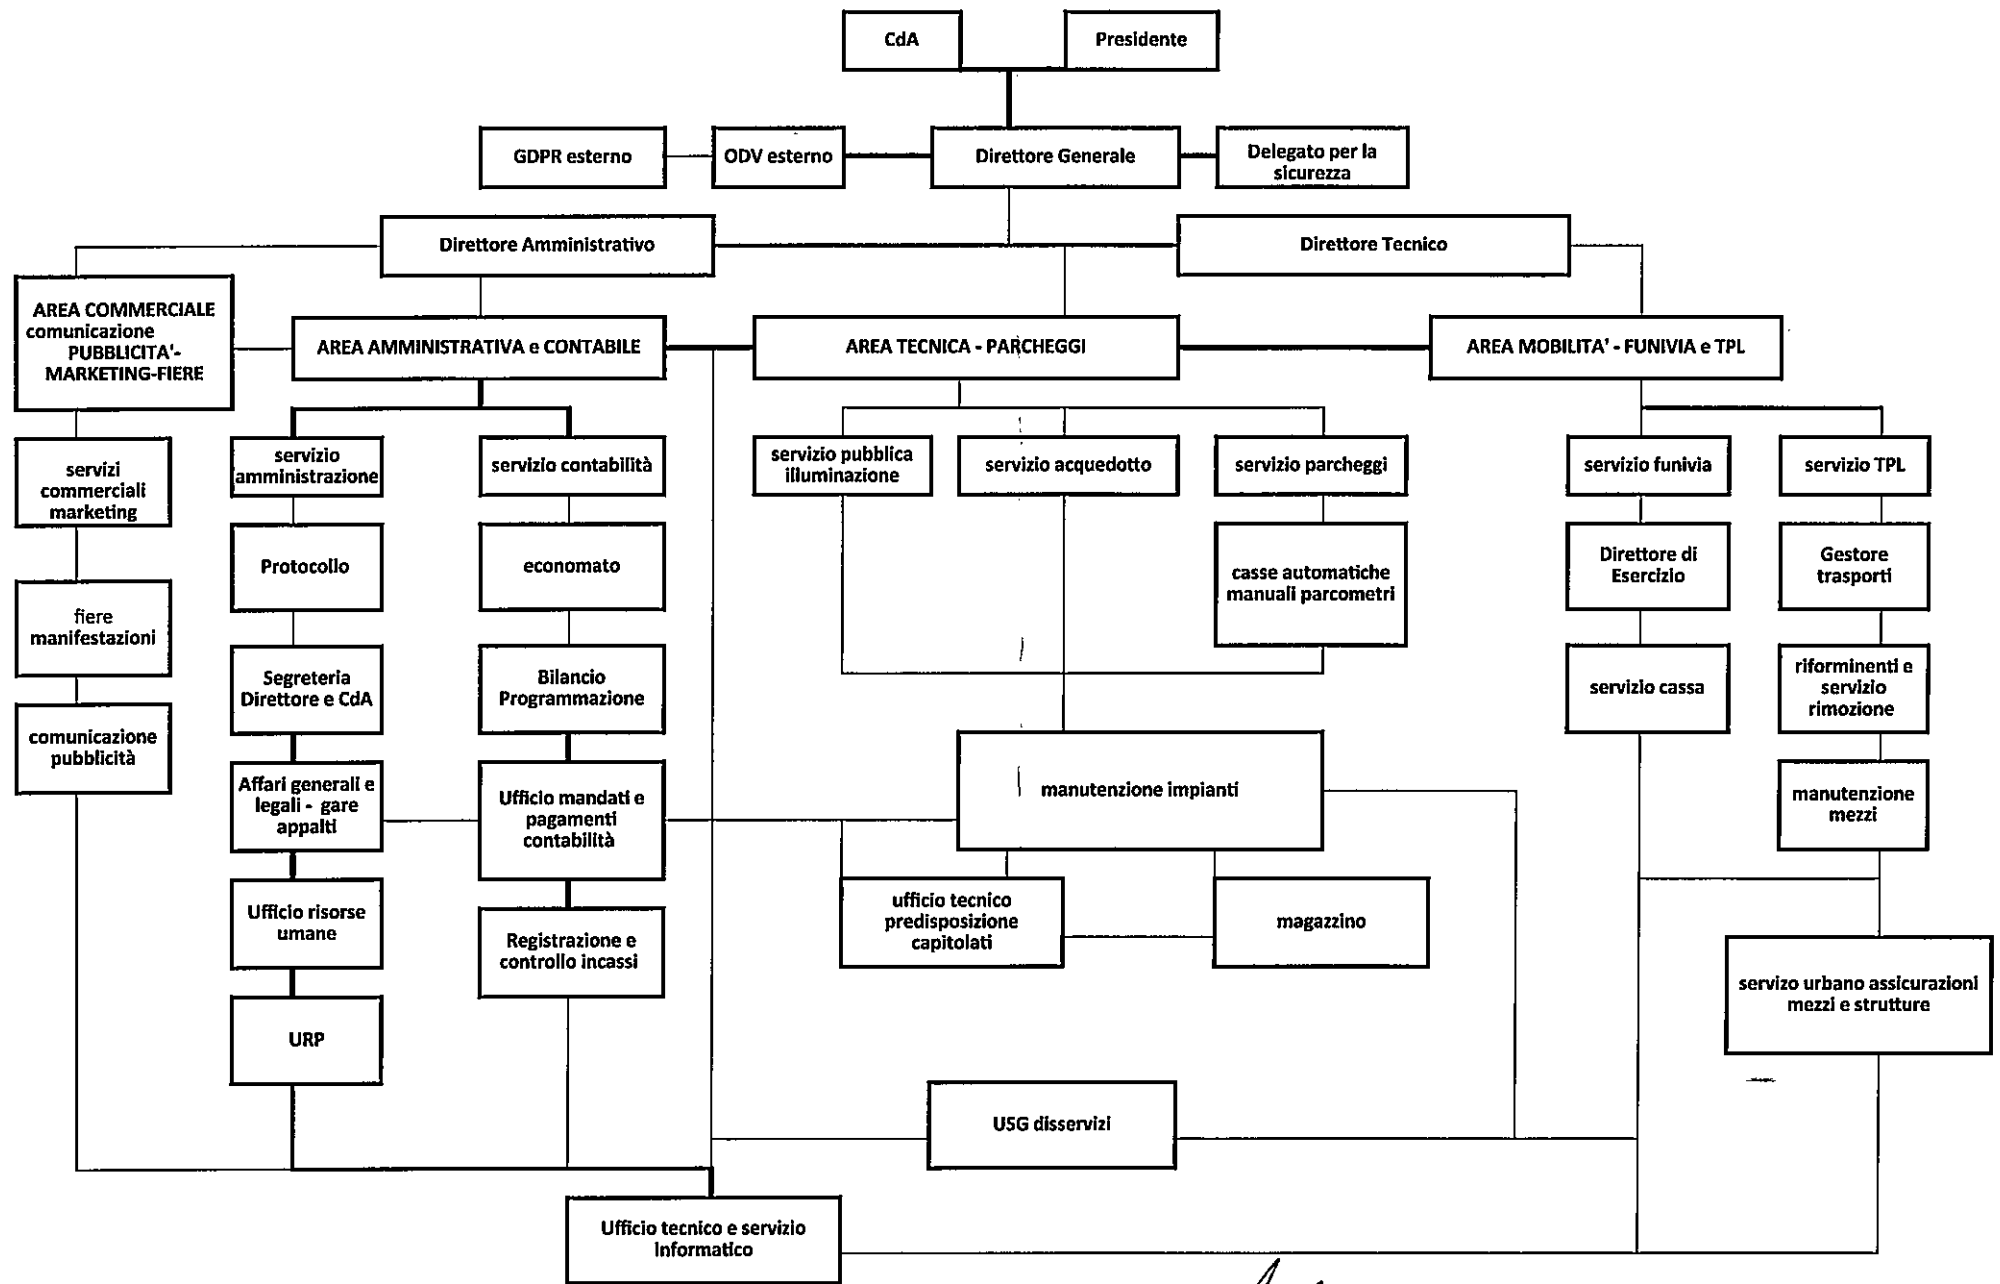 CdA
Presidente
GDPR esterno
ODV esterno
Direttore Generale
Delegato per la
sicurezza
Direttore Amministrativo
Direttore Tecnico
AREA COMMERCIALE
comunicazione
PUBBLICITA'-
MARKETING-FIERE
AREA AMMINISTRATIVA e CONTABILE
AREA TECNICA - PARCHEGGI
AREA MOBILITA' - FUNIVIA e TPL
servizi
commerciali
marketing
servizio
amministrazione
servizio contabilità
servizio pubblica
illuminazione
servizio acquedotto
servizio parcheggi
servizio funivia
servizio TPL
fiere
manifestazioni
Protocollo
economato
casse automatiche
manuali parcometri
Direttore di
Esercizio
Gestore
trasporti
comunicazione
pubblicità
Segreteria
Direttore e CdA
Bilancio
Programmazione
servizio cassa
riforminenti e
servizio
rimozione
Affari generali e
legali - gare
appalti
Ufficio mandati e
pagamenti
contabilità
manutenzione impianti
manutenzione
mezzi
Ufficio risorse
umane
Registrazione e
controllo incassi
ufficio tecnico
predisposizione
capitolati
magazzino
servizo urbano assicurazioni
mezzi e strutture
URP
USG disservizi
Ufficio tecnico e servizio
informatico